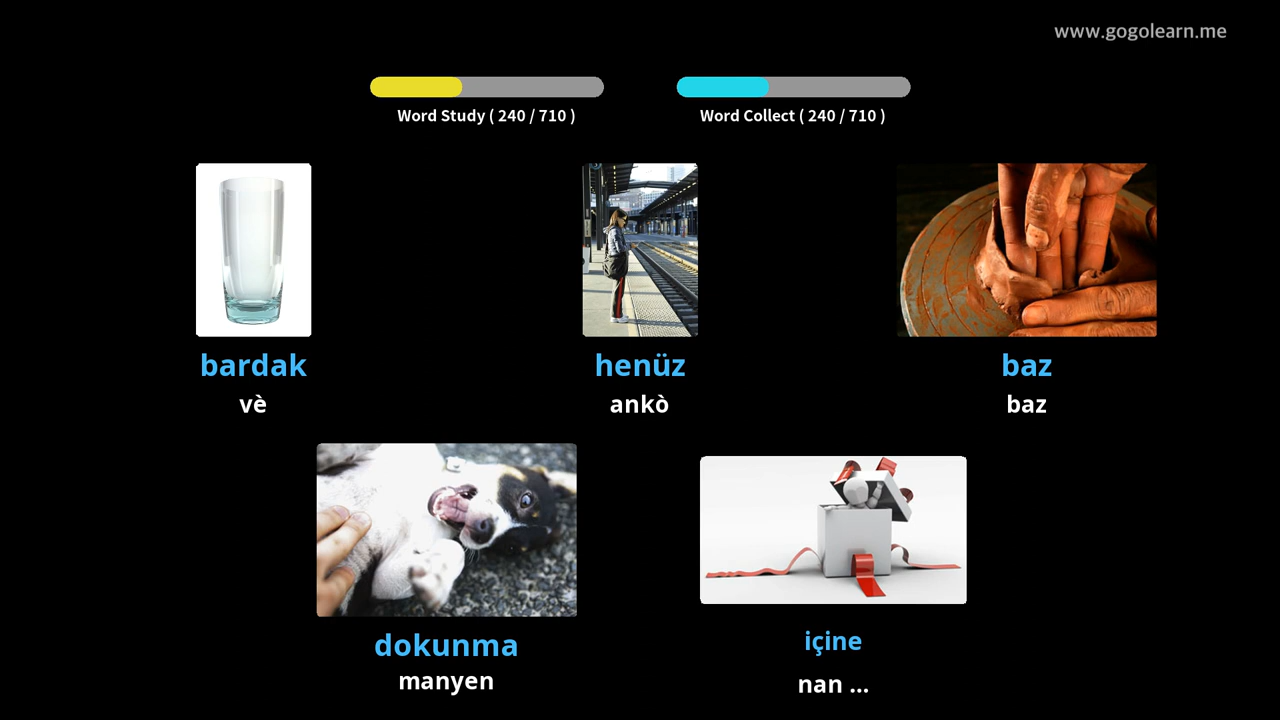 www.gogolearn.me
Word Study ( 240 / 710 )
Word Collect ( 240 / 710 )
bardak
vè
henüz
ankò
baz
baz
dokunma
manyen
içine
nan ...